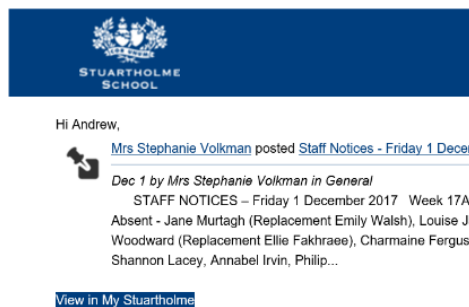 STUARTHOLME
SCHOOL
Hi Andrew,
Mrs Stephanie Volkman posted Staff Notices - Friday 1 Decem
Dec 1 by Mrs Stephanie Volkman in General
STAFF NOTICES – Friday 1 December 2017 Week 17A
Absent - Jane Murtagh (Replacement Emily Walsh), Louise J
Woodward (Replacement Ellie Fakhraee), Charmaine Fergus
Shannon Lacey, Annabel Irvin, Philip...
View in My Stuartholme